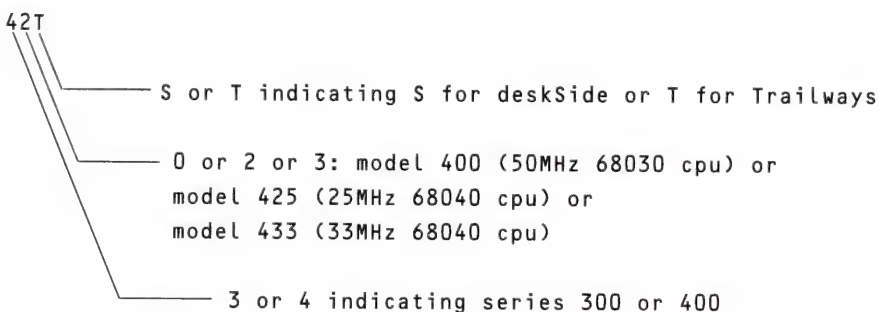 42T
S or T indicating S for deskSide or T for Trailways
0 or 2 or 3: model 400 (50MHz 68030 cpu) or
model 425 (25MHz 68040 cpu) or
model 433 (33MHz 68040 cpu)
3 or 4 indicating series 300 or 400